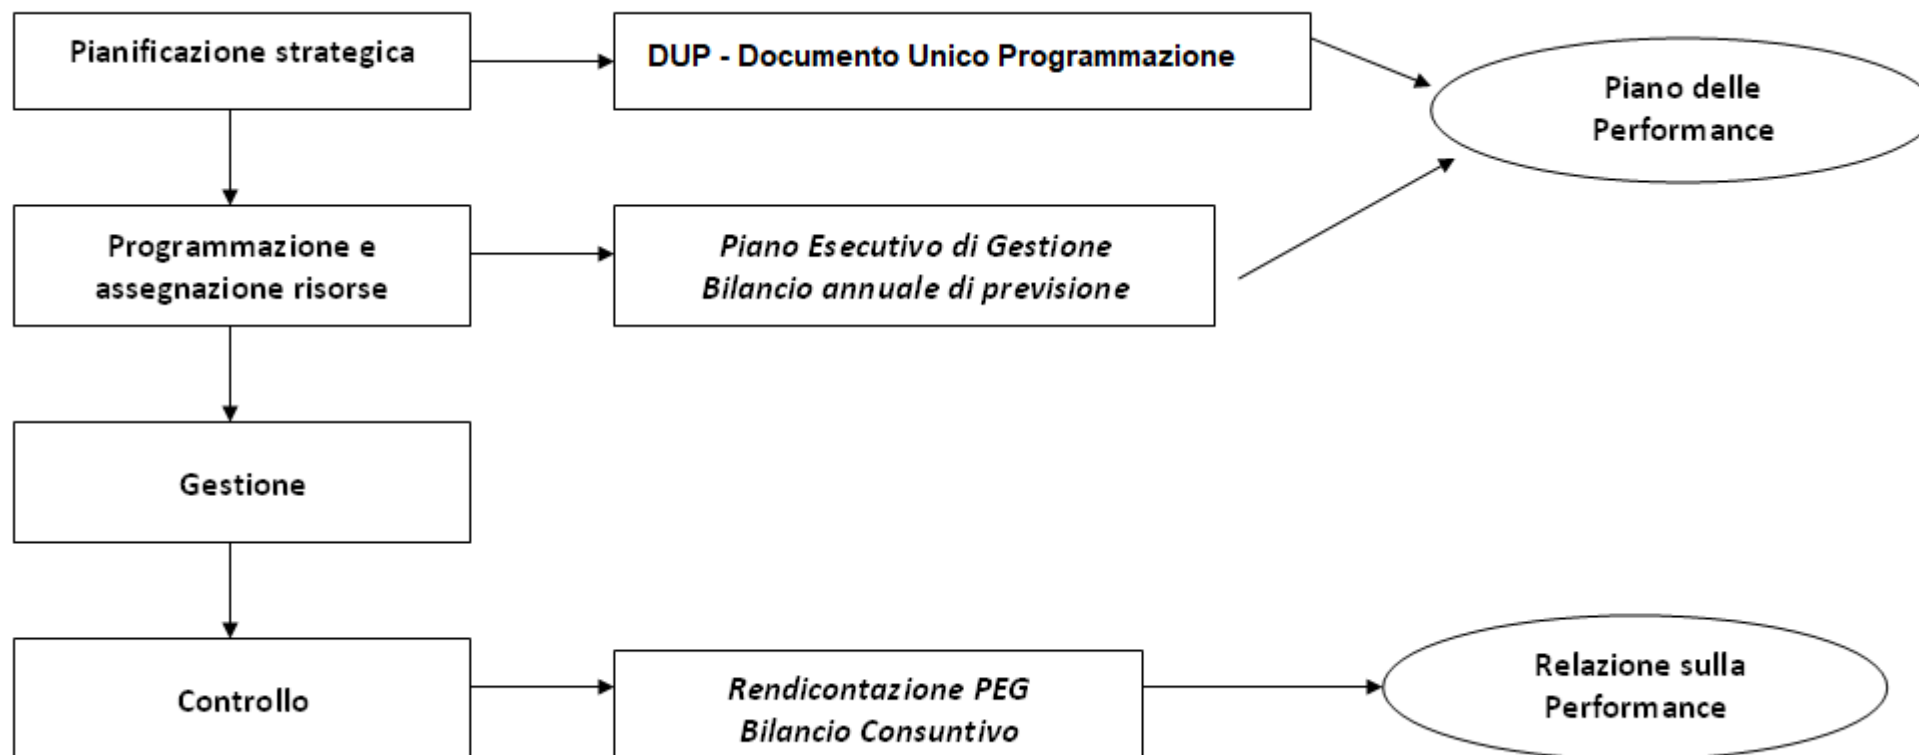 Pianificazione strategica
DUP - Documento Unico Programmazione
Piano delle
Performance
Programmazione e
assegnazione risorse
Piano Esecutivo di Gestione
Bilancio annuale di previsione
Gestione
Controllo
Rendicontazione PEG
Bilancio Consuntivo
Relazione sulla
Performance